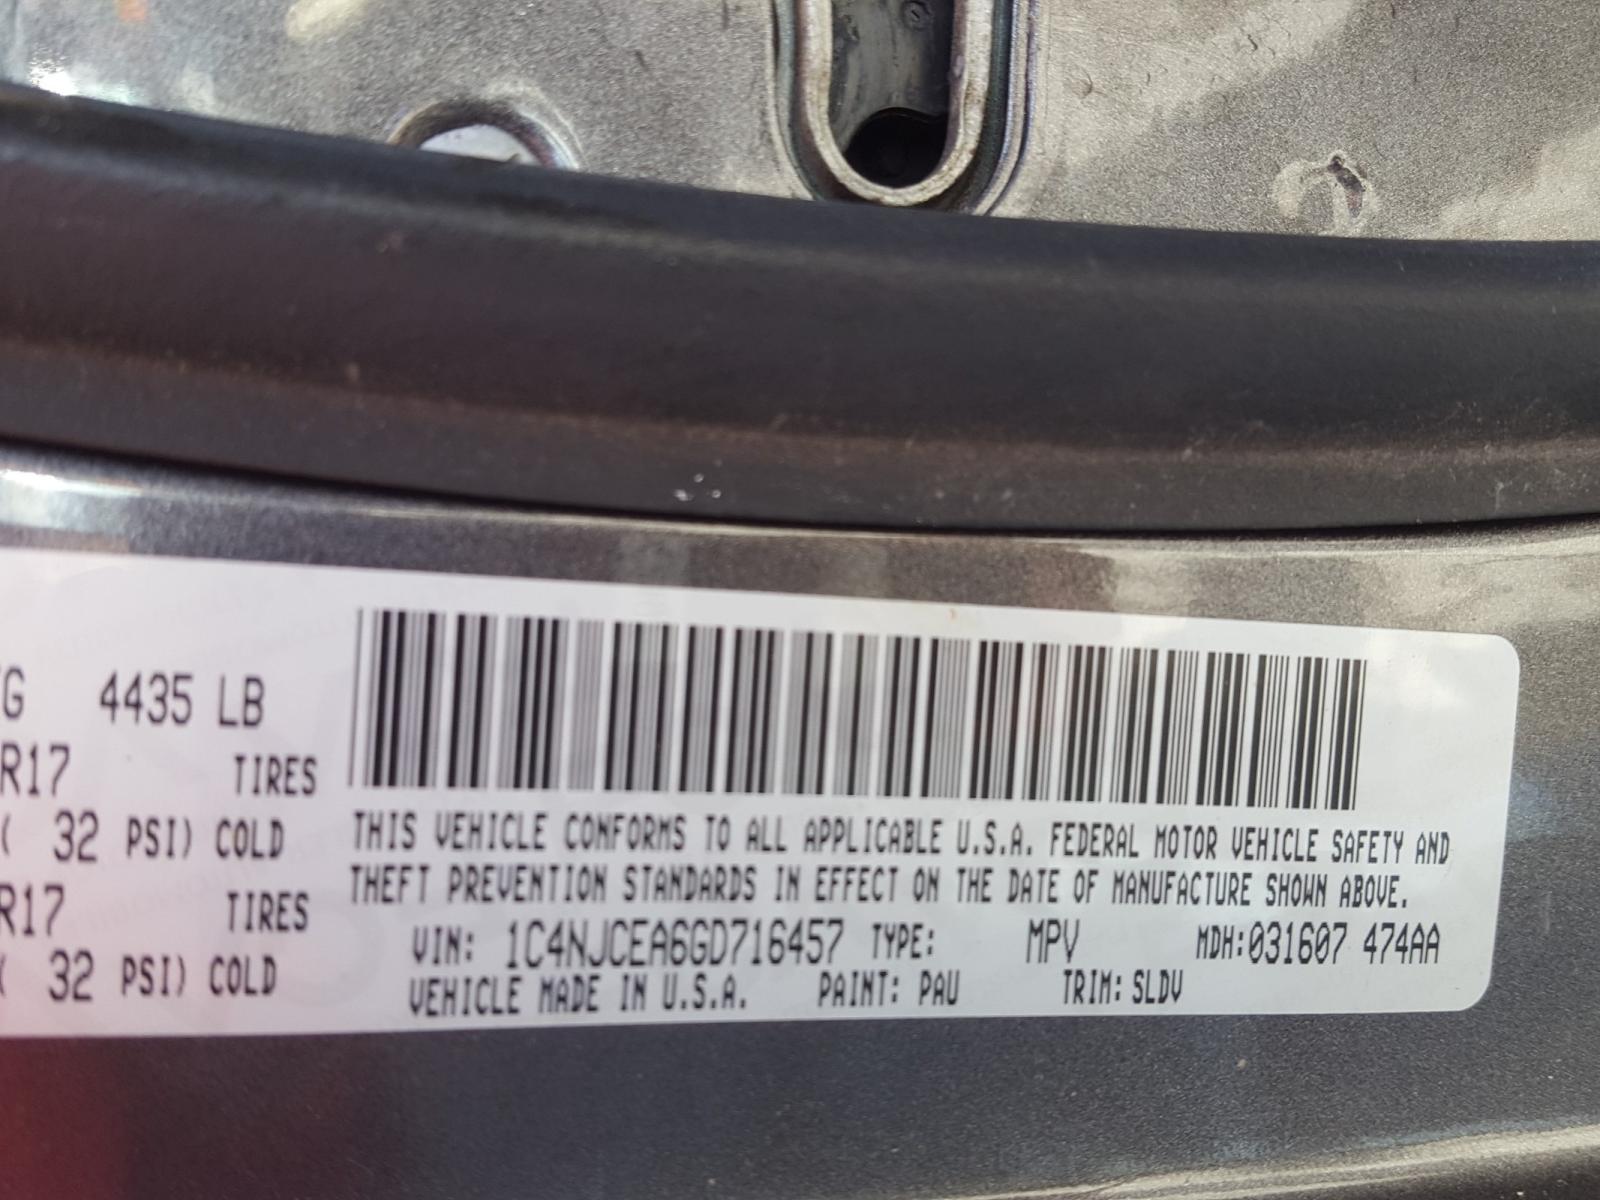 4435 LB
R17 TIRES
( 32 PSI) COLD
R17 TIRES
( 32 PSI) COLD
THIS VEHICLE CONFORMS TO ALL APPLICABLE U.S.A. FEDERAL MOTOR VEHICLE SAFETY AND
THEFT PREVENTION STANDARDS IN EFFECT ON THE DATE OF MANUFACTURE SHOWN ABOVE.
VIN: 1C4NJCEA6GD716457 TYPE: MPV MDH:031607 474AA
VEHICLE MADE IN U.S.A. PAINT: PAU TRIM: SLDV